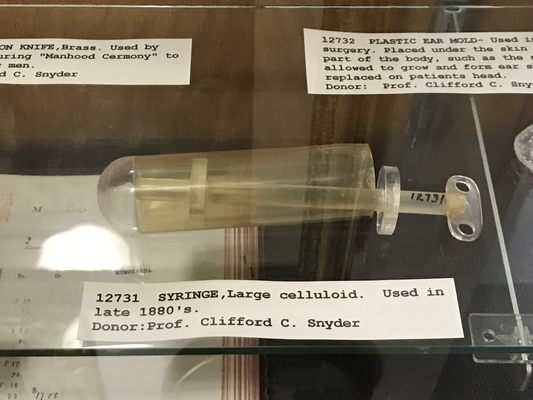 ON KNIFE,Brass. Used by
uring "Manhood Cermony" to
men.
d C. Snyder
12732 PLASTIC EAR MOLD- Used in
surgery. Placed under the skin
part of the body, such as the s
allowed to grow and form ear s
replaced on patients head.
Donor: Prof. Clifford C. Sny
12731
12731 SYRINGE,Large celluloid. Used in
late 1880's.
Donor:Prof. Clifford C. Snyder